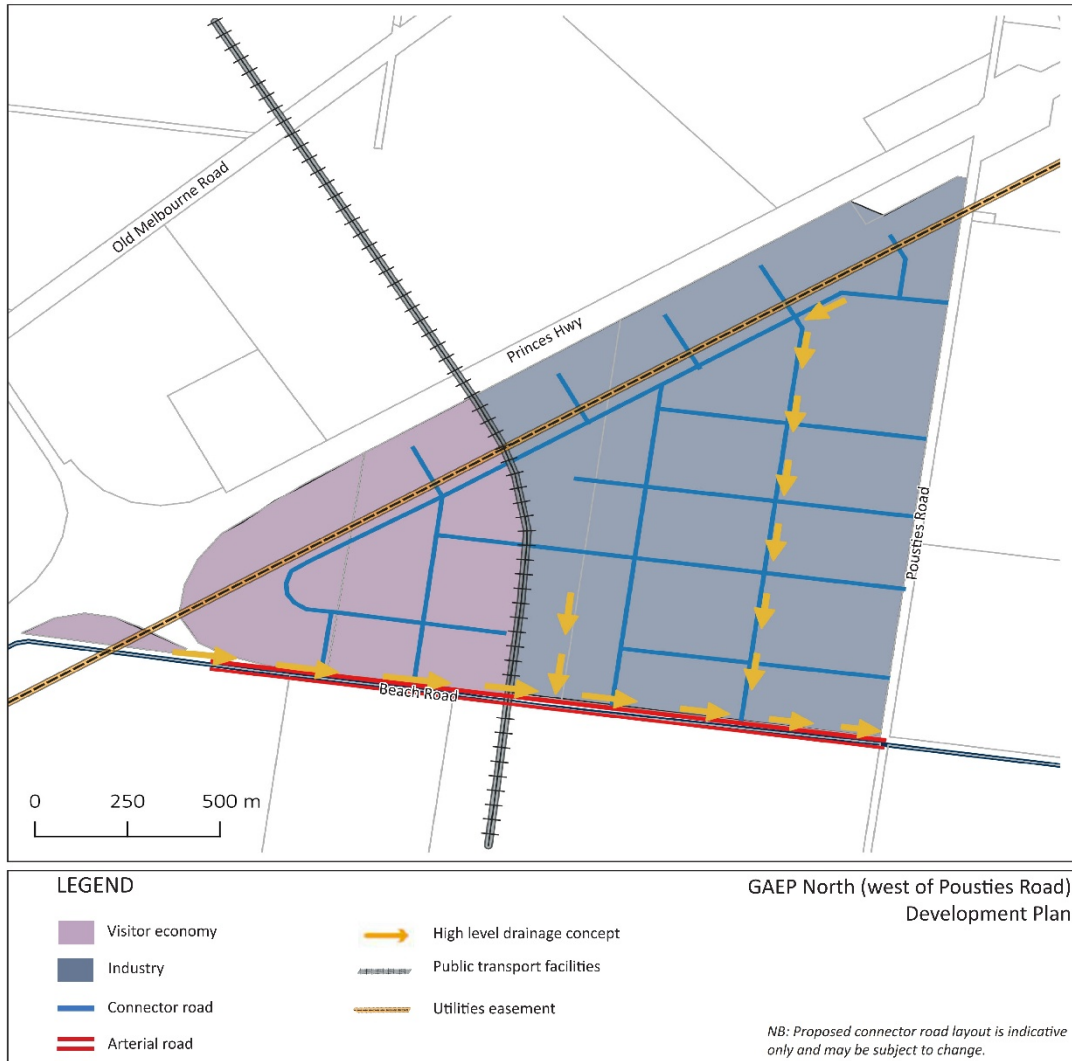 Old Melbourne Road
Princes Hwy
Pousties Road
Beach Road
0 250 500 m
LEGEND
Visitor economy
Industry
Connector road
Arterial road
High level drainage concept
Public transport facilities
Utilities easement
GAEP North (west of Pousties Road)
Development Plan
NB: Proposed connector road layout is indicative
only and may be subject to change.